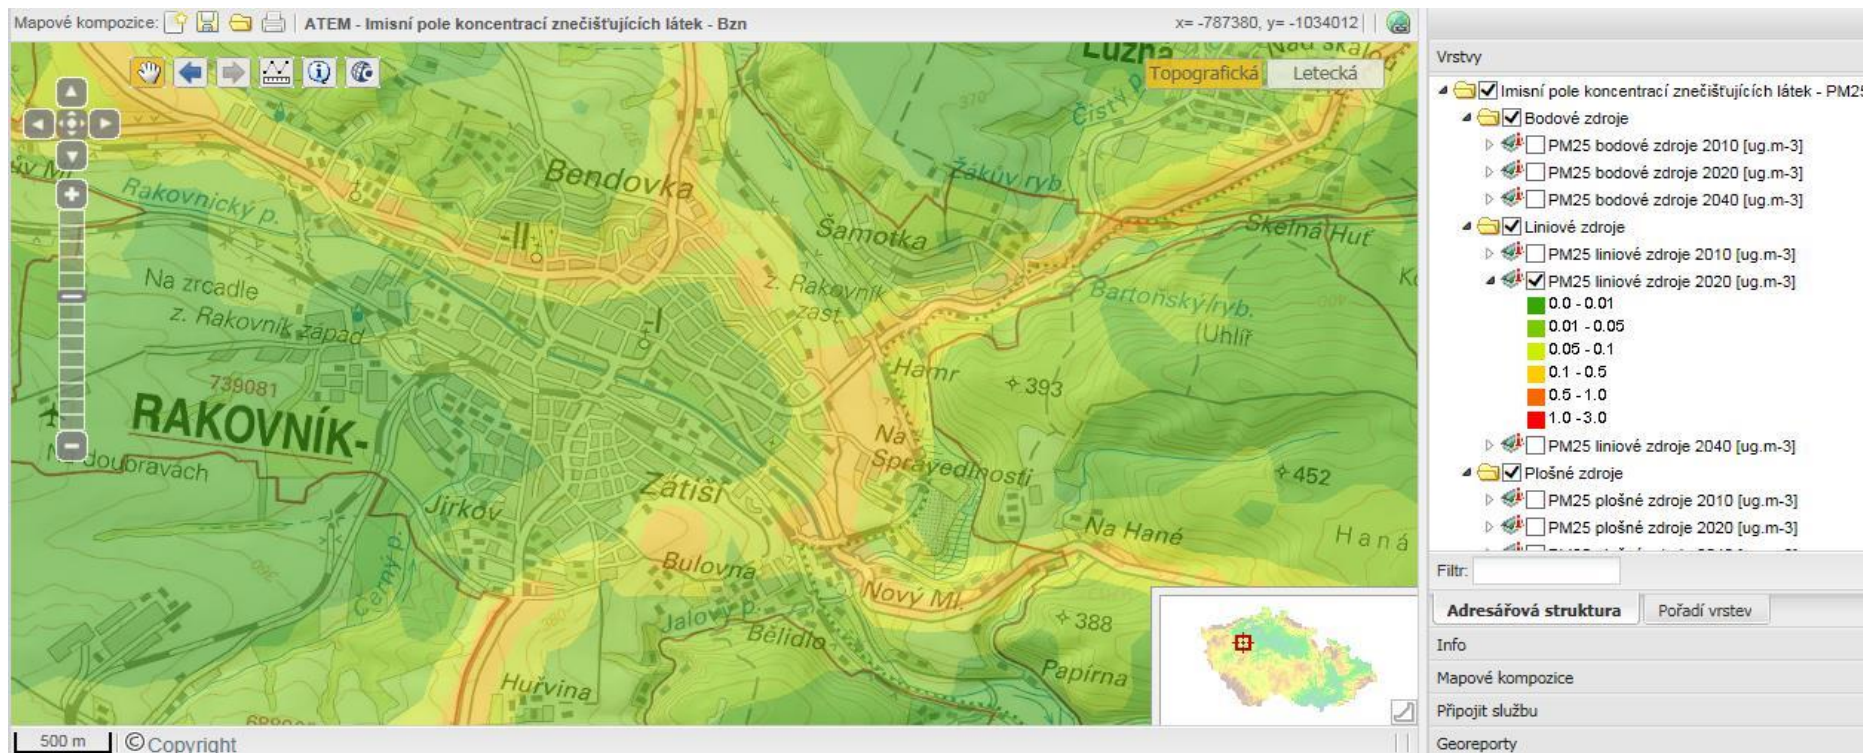 Mapové kompozice:
ATEM - Imisní pole koncentrací znečišťujících látek - Bzn
x= -787380, y= -1034012
Topografická
Letecká
Lužná
Nad skalou
370
Čistý p.
Žákův ryb.
Bendovka
Rakovnický p.
-II
Šamotka
Skelná Huť
Na zrcadle
z. Rakovník západ
z. Rakovník
zast.
Bartoňský ryb.
(Uhlíř
-I
739081
Hamr
393
RAKOVNÍK-
Na
Spravedlnosti
Na doubravách
Zátiší
452
Jirkov
Na Hané
Haná
Černý p.
Bulovna
Nový Ml.
Jalový p.
Bělidlo
388
Papírna
Huřvina
500 m
© Copyright
Vrstvy
Imisní pole koncentrací znečišťujících látek - PM25
Bodové zdroje
PM25 bodové zdroje 2010 [ug.m-3]
PM25 bodové zdroje 2020 [ug.m-3]
PM25 bodové zdroje 2040 [ug.m-3]
Liniové zdroje
PM25 liniové zdroje 2010 [ug.m-3]
PM25 liniové zdroje 2020 [ug.m-3]
0.0 - 0.01
0.01 - 0.05
0.05 - 0.1
0.1 - 0.5
0.5 - 1.0
1.0 - 3.0
PM25 liniové zdroje 2040 [ug.m-3]
Plošné zdroje
PM25 plošné zdroje 2010 [ug.m-3]
PM25 plošné zdroje 2020 [ug.m-3]
Filtr:
Adresářová struktura
Pořadí vrstev
Info
Mapové kompozice
Připojit službu
Georeporty